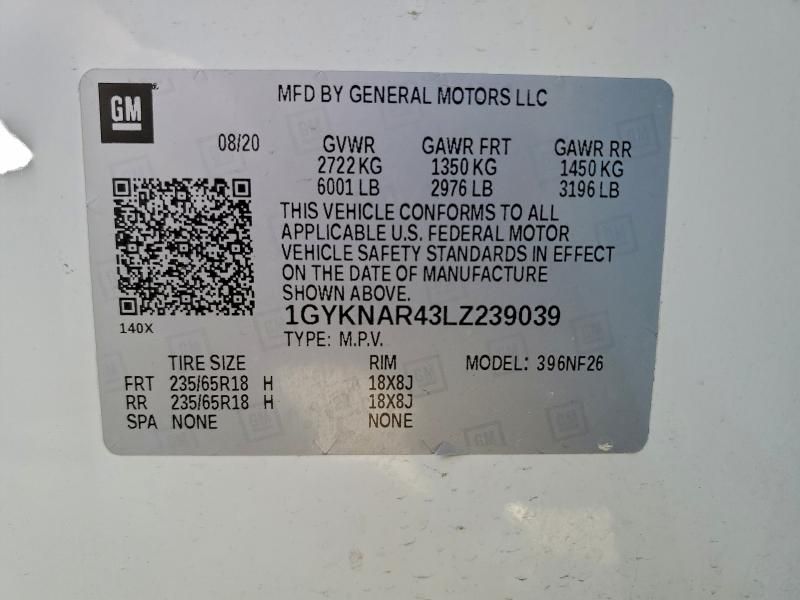 GM
MFD BY GENERAL MOTORS LLC
08/20 GVWR GAWR FRT GAWR RR
2722 KG 1350 KG 1450 KG
6001 LB 2976 LB 3196 LB
THIS VEHICLE CONFORMS TO ALL
APPLICABLE U.S. FEDERAL MOTOR
VEHICLE SAFETY STANDARDS IN EFFECT
ON THE DATE OF MANUFACTURE
SHOWN ABOVE.
1GYKNAR43LZ239039
140X
TYPE: M.P.V.
TIRE SIZE RIM MODEL: 396NF26
FRT 235/65R18 H 18X8J
RR 235/65R18 H 18X8J
SPA NONE NONE